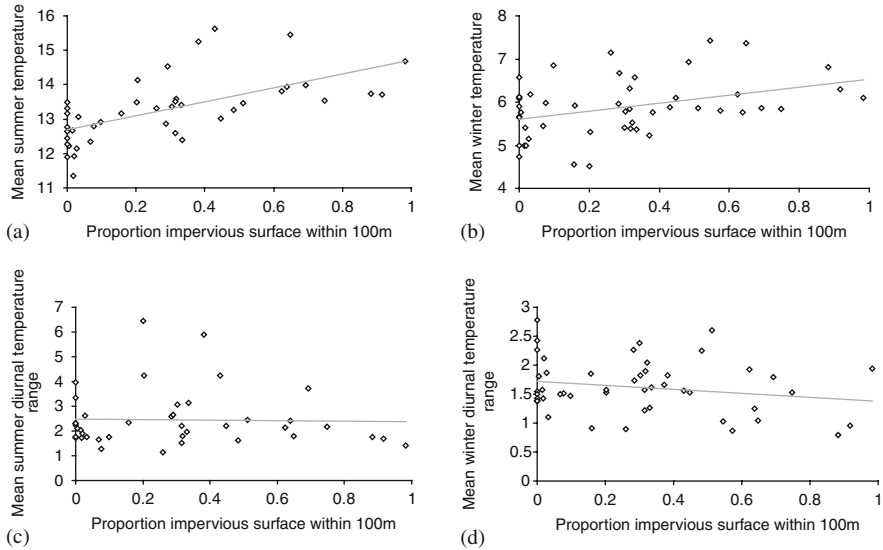 16
15
14
13
12
11
0 0.2 0.4 0.6 0.8 1
Mean summer temperature
Proportion impervious surface within 100m
(a)
8
7
6
5
4
0 0.2 0.4 0.6 0.8 1
Mean winter temperature
Proportion impervious surface within 100m
(b)
7
6
5
4
3
2
1
0
0 0.2 0.4 0.6 0.8 1
Mean summer diurnal temperature
range
Proportion impervious surface within 100m
(c)
3
2.5
2
1.5
1
0.5
0
0 0.2 0.4 0.6 0.8 1
Mean winter diurnal temperature
range
Proportion impervious surface within 100m
(d)